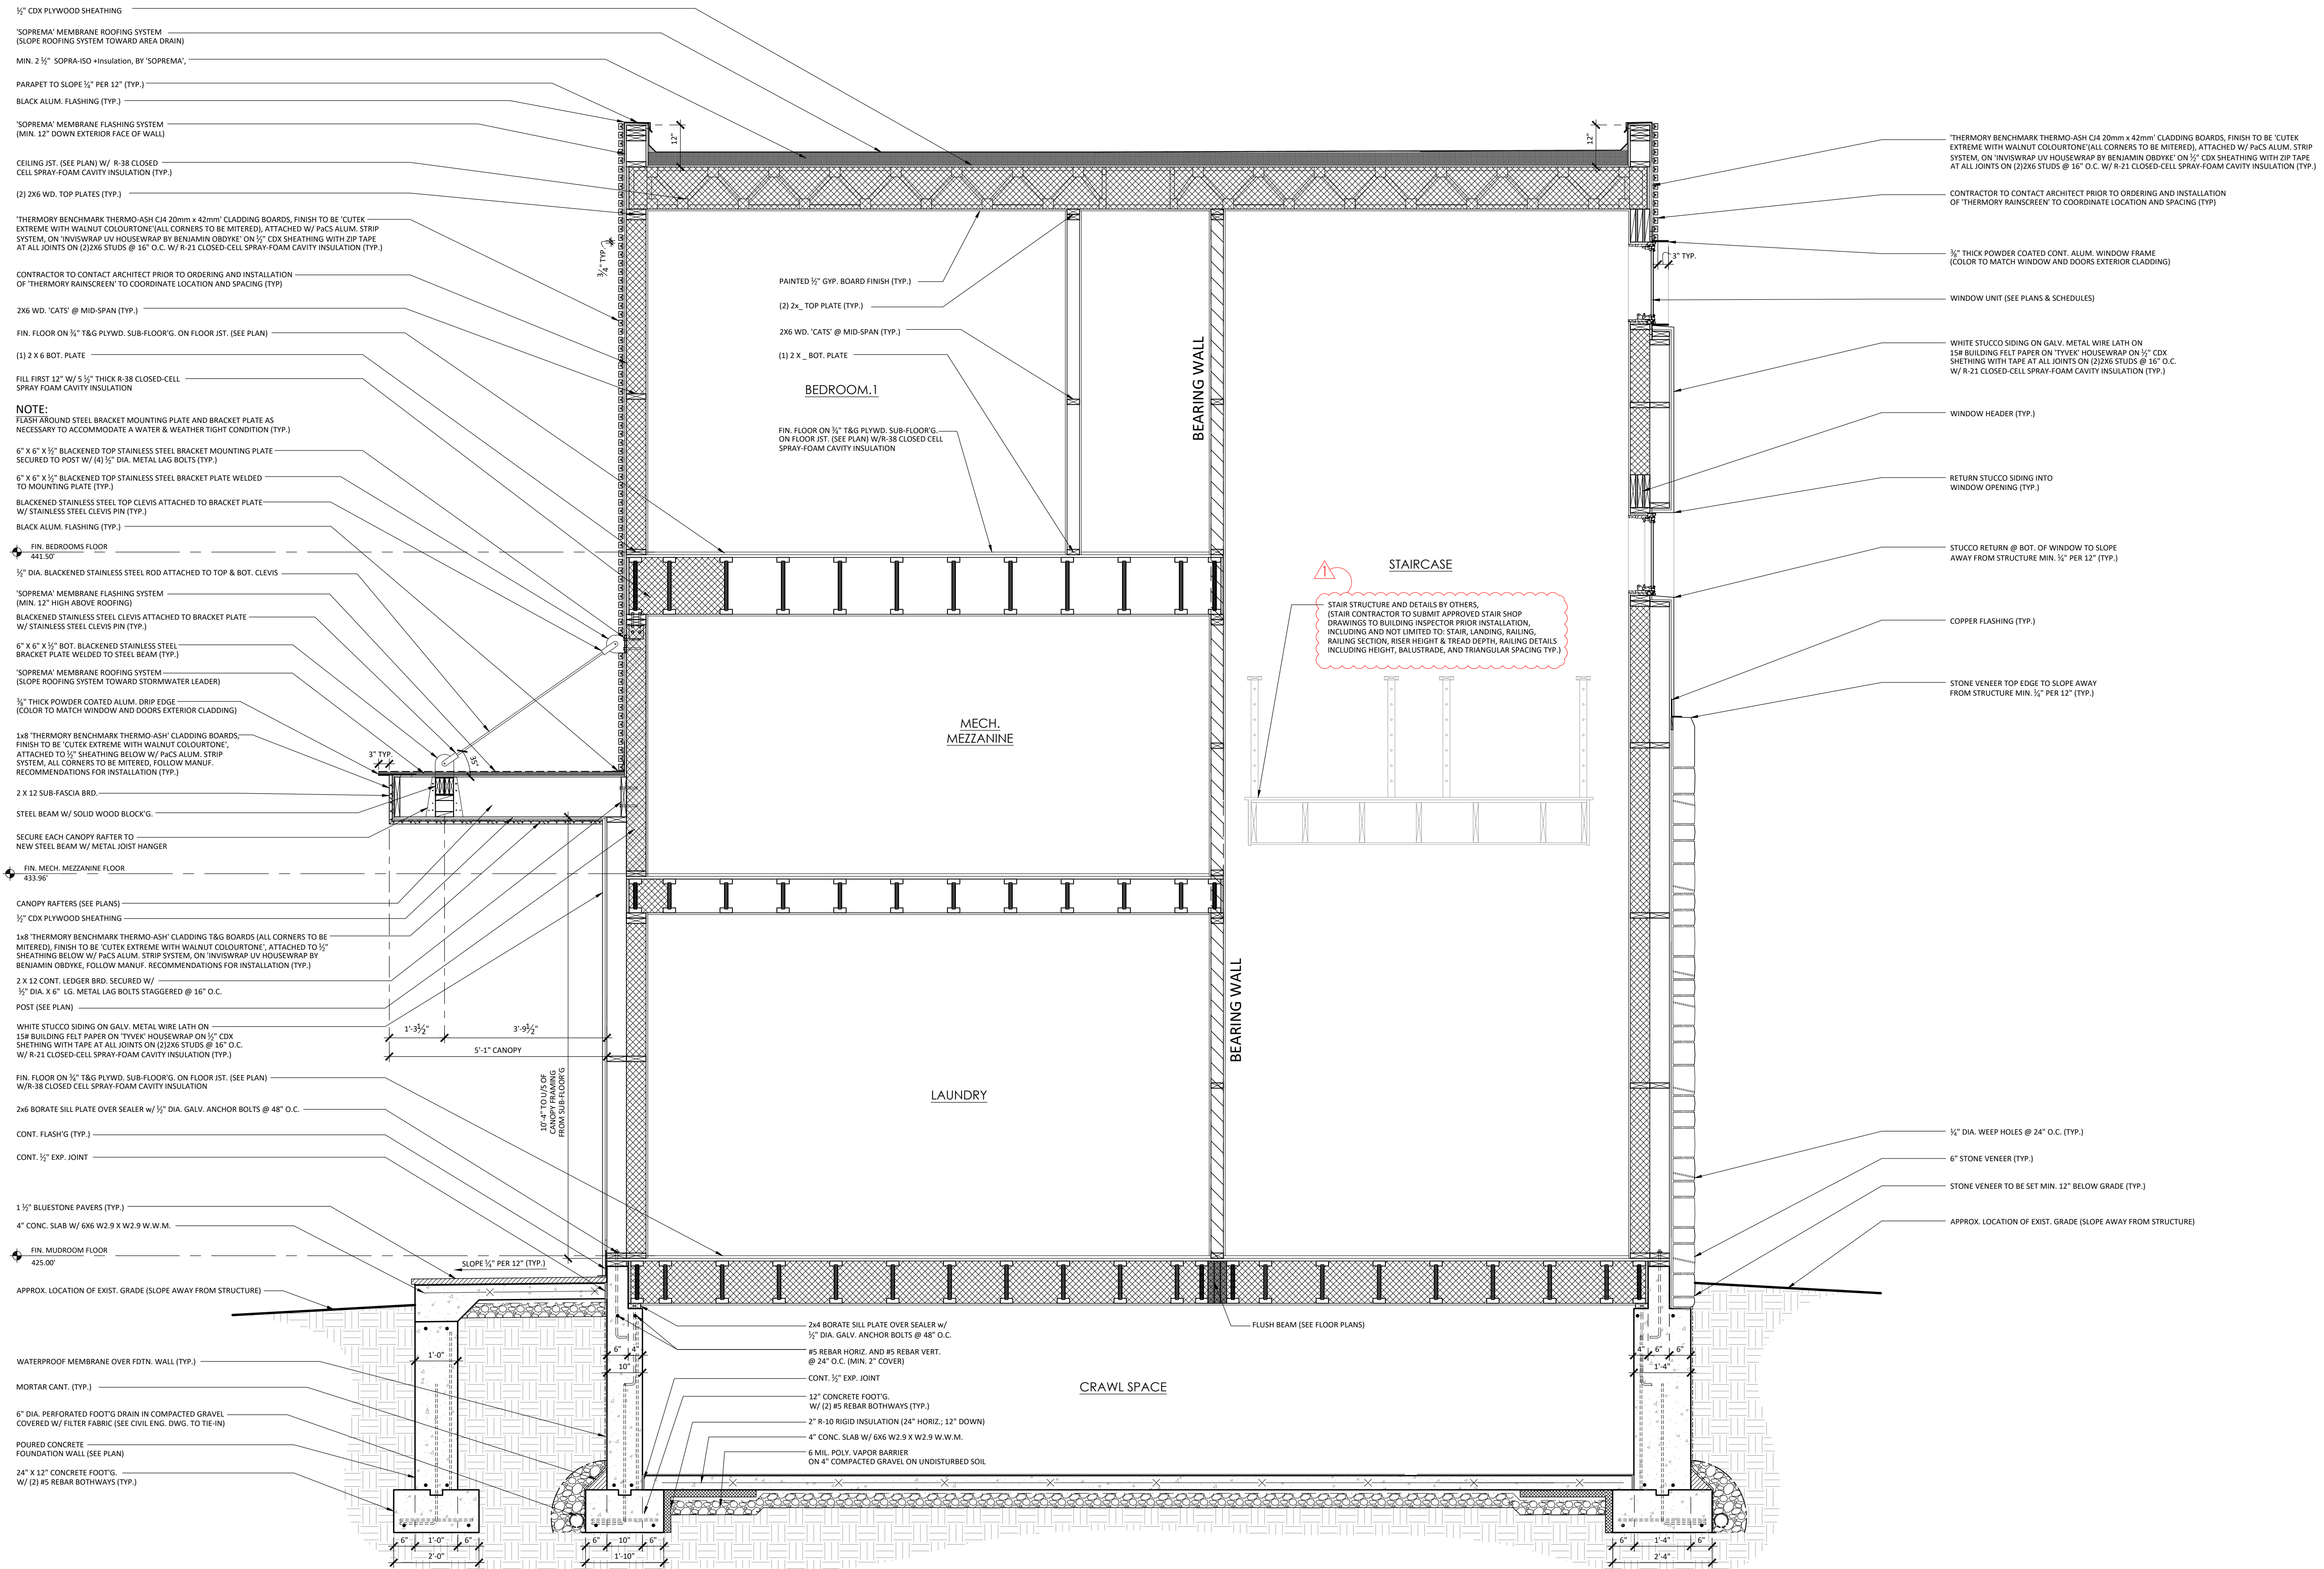 ½" CDX PLYWOOD SHEATHING
'SOPREMA' MEMBRANE ROOFING SYSTEM
(SLOPE ROOFING SYSTEM TOWARD AREA DRAIN)
MIN. 2 ½" SOPRA-ISO +Insulation, BY 'SOPREMA',
PARAPET TO SLOPE ¼" PER 12" (TYP.)
BLACK ALUM. FLASHING (TYP.)
'SOPREMA' MEMBRANE FLASHING SYSTEM
(MIN. 12" DOWN EXTERIOR FACE OF WALL)
CEILING JST. (SEE PLAN) W/ R-38 CLOSED
CELL SPRAY-FOAM CAVITY INSULATION (TYP.)
(2) 2X6 WD. TOP PLATES (TYP.)
'THERMORY BENCHMARK THERMO-ASH CJ4 20mm x 42mm' CLADDING BOARDS, FINISH TO BE 'CUTEK
EXTREME WITH WALNUT COLOURTONE'(ALL CORNERS TO BE MITERED), ATTACHED W/ PaCS ALUM. STRIP
SYSTEM, ON 'INVISWRAP UV HOUSEWRAP BY BENJAMIN OBDYKE' ON ½" CDX SHEATHING WITH ZIP TAPE
AT ALL JOINTS ON (2)2X6 STUDS @ 16" O.C. W/ R-21 CLOSED-CELL SPRAY-FOAM CAVITY INSULATION (TYP.)
CONTRACTOR TO CONTACT ARCHITECT PRIOR TO ORDERING AND INSTALLATION
OF 'THERMORY RAINSCREEN' TO COORDINATE LOCATION AND SPACING (TYP)
2X6 WD. 'CATS' @ MID-SPAN (TYP.)
FIN. FLOOR ON ¾" T&G PLYWD. SUB-FLOOR'G. ON FLOOR JST. (SEE PLAN)
(1) 2 X 6 BOT. PLATE
FILL FIRST 12" W/ 5 ½" THICK R-38 CLOSED-CELL
SPRAY FOAM CAVITY INSULATION
NOTE:
FLASH AROUND STEEL BRACKET MOUNTING PLATE AND BRACKET PLATE AS
NECESSARY TO ACCOMMODATE A WATER & WEATHER TIGHT CONDITION (TYP.)
6" X 6" X ½" BLACKENED TOP STAINLESS STEEL BRACKET MOUNTING PLATE
SECURED TO POST W/ (4) ½" DIA. METAL LAG BOLTS (TYP.)
6" X 6" X ½" BLACKENED TOP STAINLESS STEEL BRACKET PLATE WELDED
TO MOUNTING PLATE (TYP.)
BLACKENED STAINLESS STEEL TOP CLEVIS ATTACHED TO BRACKET PLATE
W/ STAINLESS STEEL CLEVIS PIN (TYP.)
BLACK ALUM. FLASHING (TYP.)
FIN. BEDROOMS FLOOR
441.50'
½" DIA. BLACKENED STAINLESS STEEL ROD ATTACHED TO TOP & BOT. CLEVIS
'SOPREMA' MEMBRANE FLASHING SYSTEM
(MIN. 12" HIGH ABOVE ROOFING)
BLACKENED STAINLESS STEEL CLEVIS ATTACHED TO BRACKET PLATE
W/ STAINLESS STEEL CLEVIS PIN (TYP.)
6" X 6" X ½" BOT. BLACKENED STAINLESS STEEL
BRACKET PLATE WELDED TO STEEL BEAM (TYP.)
'SOPREMA' MEMBRANE ROOFING SYSTEM
(SLOPE ROOFING SYSTEM TOWARD STORMWATER LEADER)
⅜" THICK POWDER COATED ALUM. DRIP EDGE
(COLOR TO MATCH WINDOW AND DOORS EXTERIOR CLADDING)
1x8 'THERMORY BENCHMARK THERMO-ASH' CLADDING BOARDS,
FINISH TO BE 'CUTEK EXTREME WITH WALNUT COLOURTONE',
ATTACHED TO ½" SHEATHING BELOW W/ PaCS ALUM. STRIP
SYSTEM, ALL CORNERS TO BE MITERED, FOLLOW MANUF.
RECOMMENDATIONS FOR INSTALLATION (TYP.)
2 X 12 SUB-FASCIA BRD.
STEEL BEAM W/ SOLID WOOD BLOCK'G.
SECURE EACH CANOPY RAFTER TO
NEW STEEL BEAM W/ METAL JOIST HANGER
FIN. MECH. MEZZANINE FLOOR
433.96'
CANOPY RAFTERS (SEE PLANS)
½" CDX PLYWOOD SHEATHING
1x8 'THERMORY BENCHMARK THERMO-ASH' CLADDING T&G BOARDS (ALL CORNERS TO BE
MITERED), FINISH TO BE 'CUTEK EXTREME WITH WALNUT COLOURTONE', ATTACHED TO ½"
SHEATHING BELOW W/ PaCS ALUM. STRIP SYSTEM, ON 'INVISWRAP UV HOUSEWRAP BY
BENJAMIN OBDYKE, FOLLOW MANUF. RECOMMENDATIONS FOR INSTALLATION (TYP.)
2 X 12 CONT. LEDGER BRD. SECURED W/
½" DIA. X 6" LG. METAL LAG BOLTS STAGGERED @ 16" O.C.
POST (SEE PLAN)
WHITE STUCCO SIDING ON GALV. METAL WIRE LATH ON
15# BUILDING FELT PAPER ON 'TYVEK' HOUSEWRAP ON ½" CDX
SHETHING WITH TAPE AT ALL JOINTS ON (2)2X6 STUDS @ 16" O.C.
W/ R-21 CLOSED-CELL SPRAY-FOAM CAVITY INSULATION (TYP.)
FIN. FLOOR ON ¾" T&G PLYWD. SUB-FLOOR'G. ON FLOOR JST. (SEE PLAN)
W/R-38 CLOSED CELL SPRAY-FOAM CAVITY INSULATION
2x6 BORATE SILL PLATE OVER SEALER w/ ½" DIA. GALV. ANCHOR BOLTS @ 48" O.C.
CONT. FLASH'G (TYP.)
CONT. ½" EXP. JOINT
1 ½" BLUESTONE PAVERS (TYP.)
4" CONC. SLAB W/ 6X6 W2.9 X W2.9 W.W.M.
FIN. MUDROOM FLOOR
425.00'
APPROX. LOCATION OF EXIST. GRADE (SLOPE AWAY FROM STRUCTURE)
WATERPROOF MEMBRANE OVER FDTN. WALL (TYP.)
MORTAR CANT. (TYP.)
6" DIA. PERFORATED FOOT'G DRAIN IN COMPACTED GRAVEL
COVERED W/ FILTER FABRIC (SEE CIVIL ENG. DWG. TO TIE-IN)
POURED CONCRETE
FOUNDATION WALL (SEE PLAN)
24" X 12" CONCRETE FOOT'G.
W/ (2) #5 REBAR BOTHWAYS (TYP.)
12"
12"
¾" TYP.
3" TYP.
PAINTED ½" GYP. BOARD FINISH (TYP.)
(2) 2x_ TOP PLATE (TYP.)
2X6 WD. 'CATS' @ MID-SPAN (TYP.)
(1) 2 X _ BOT. PLATE
BEDROOM.1
FIN. FLOOR ON ¾" T&G PLYWD. SUB-FLOOR'G.
ON FLOOR JST. (SEE PLAN) W/R-38 CLOSED CELL
SPRAY-FOAM CAVITY INSULATION
BEARING WALL
STAIRCASE
1
STAIR STRUCTURE AND DETAILS BY OTHERS,
(STAIR CONTRACTOR TO SUBMIT APPROVED STAIR SHOP
DRAWINGS TO BUILDING INSPECTOR PRIOR INSTALLATION,
INCLUDING AND NOT LIMITED TO: STAIR, LANDING, RAILING,
RAILING SECTION, RISER HEIGHT & TREAD DEPTH, RAILING DETAILS
INCLUDING HEIGHT, BALUSTRADE, AND TRIANGULAR SPACING TYP.)
MECH.
MEZZANINE
3" TYP.
35°
1'-3½"
3'-9½"
5'-1" CANOPY
10'-4" TO U/S OF
CANOPY FRAMING
FROM SUB-FLOOR'G
LAUNDRY
BEARING WALL
SLOPE ¼" PER 12" (TYP.)
2x4 BORATE SILL PLATE OVER SEALER w/
½" DIA. GALV. ANCHOR BOLTS @ 48" O.C.
#5 REBAR HORIZ. AND #5 REBAR VERT.
@ 24" O.C. (MIN. 2" COVER)
CONT. ½" EXP. JOINT
12" CONCRETE FOOT'G.
W/ (2) #5 REBAR BOTHWAYS (TYP.)
2" R-10 RIGID INSULATION (24" HORIZ.; 12" DOWN)
4" CONC. SLAB W/ 6X6 W2.9 X W2.9 W.W.M.
6 MIL. POLY. VAPOR BARRIER
ON 4" COMPACTED GRAVEL ON UNDISTURBED SOIL
FLUSH BEAM (SEE FLOOR PLANS)
CRAWL SPACE
1'-0"
6" 4"
10"
4" 6" 6"
1'-4"
6" 1'-0" 6"
2'-0"
6" 10" 6"
1'-10"
6" 1'-4" 6"
2'-4"
'THERMORY BENCHMARK THERMO-ASH CJ4 20mm x 42mm' CLADDING BOARDS, FINISH TO BE 'CUTEK
EXTREME WITH WALNUT COLOURTONE'(ALL CORNERS TO BE MITERED), ATTACHED W/ PaCS ALUM. STRIP
SYSTEM, ON 'INVISWRAP UV HOUSEWRAP BY BENJAMIN OBDYKE' ON ½" CDX SHEATHING WITH ZIP TAPE
AT ALL JOINTS ON (2)2X6 STUDS @ 16" O.C. W/ R-21 CLOSED-CELL SPRAY-FOAM CAVITY INSULATION (TYP.)
CONTRACTOR TO CONTACT ARCHITECT PRIOR TO ORDERING AND INSTALLATION
OF 'THERMORY RAINSCREEN' TO COORDINATE LOCATION AND SPACING (TYP)
⅜" THICK POWDER COATED CONT. ALUM. WINDOW FRAME
(COLOR TO MATCH WINDOW AND DOORS EXTERIOR CLADDING)
WINDOW UNIT (SEE PLANS & SCHEDULES)
WHITE STUCCO SIDING ON GALV. METAL WIRE LATH ON
15# BUILDING FELT PAPER ON 'TYVEK' HOUSEWRAP ON ½" CDX
SHETHING WITH TAPE AT ALL JOINTS ON (2)2X6 STUDS @ 16" O.C.
W/ R-21 CLOSED-CELL SPRAY-FOAM CAVITY INSULATION (TYP.)
WINDOW HEADER (TYP.)
RETURN STUCCO SIDING INTO
WINDOW OPENING (TYP.)
STUCCO RETURN @ BOT. OF WINDOW TO SLOPE
AWAY FROM STRUCTURE MIN. ¼" PER 12" (TYP.)
COPPER FLASHING (TYP.)
STONE VENEER TOP EDGE TO SLOPE AWAY
FROM STRUCTURE MIN. ¼" PER 12" (TYP.)
¼" DIA. WEEP HOLES @ 24" O.C. (TYP.)
6" STONE VENEER (TYP.)
STONE VENEER TO BE SET MIN. 12" BELOW GRADE (TYP.)
APPROX. LOCATION OF EXIST. GRADE (SLOPE AWAY FROM STRUCTURE)